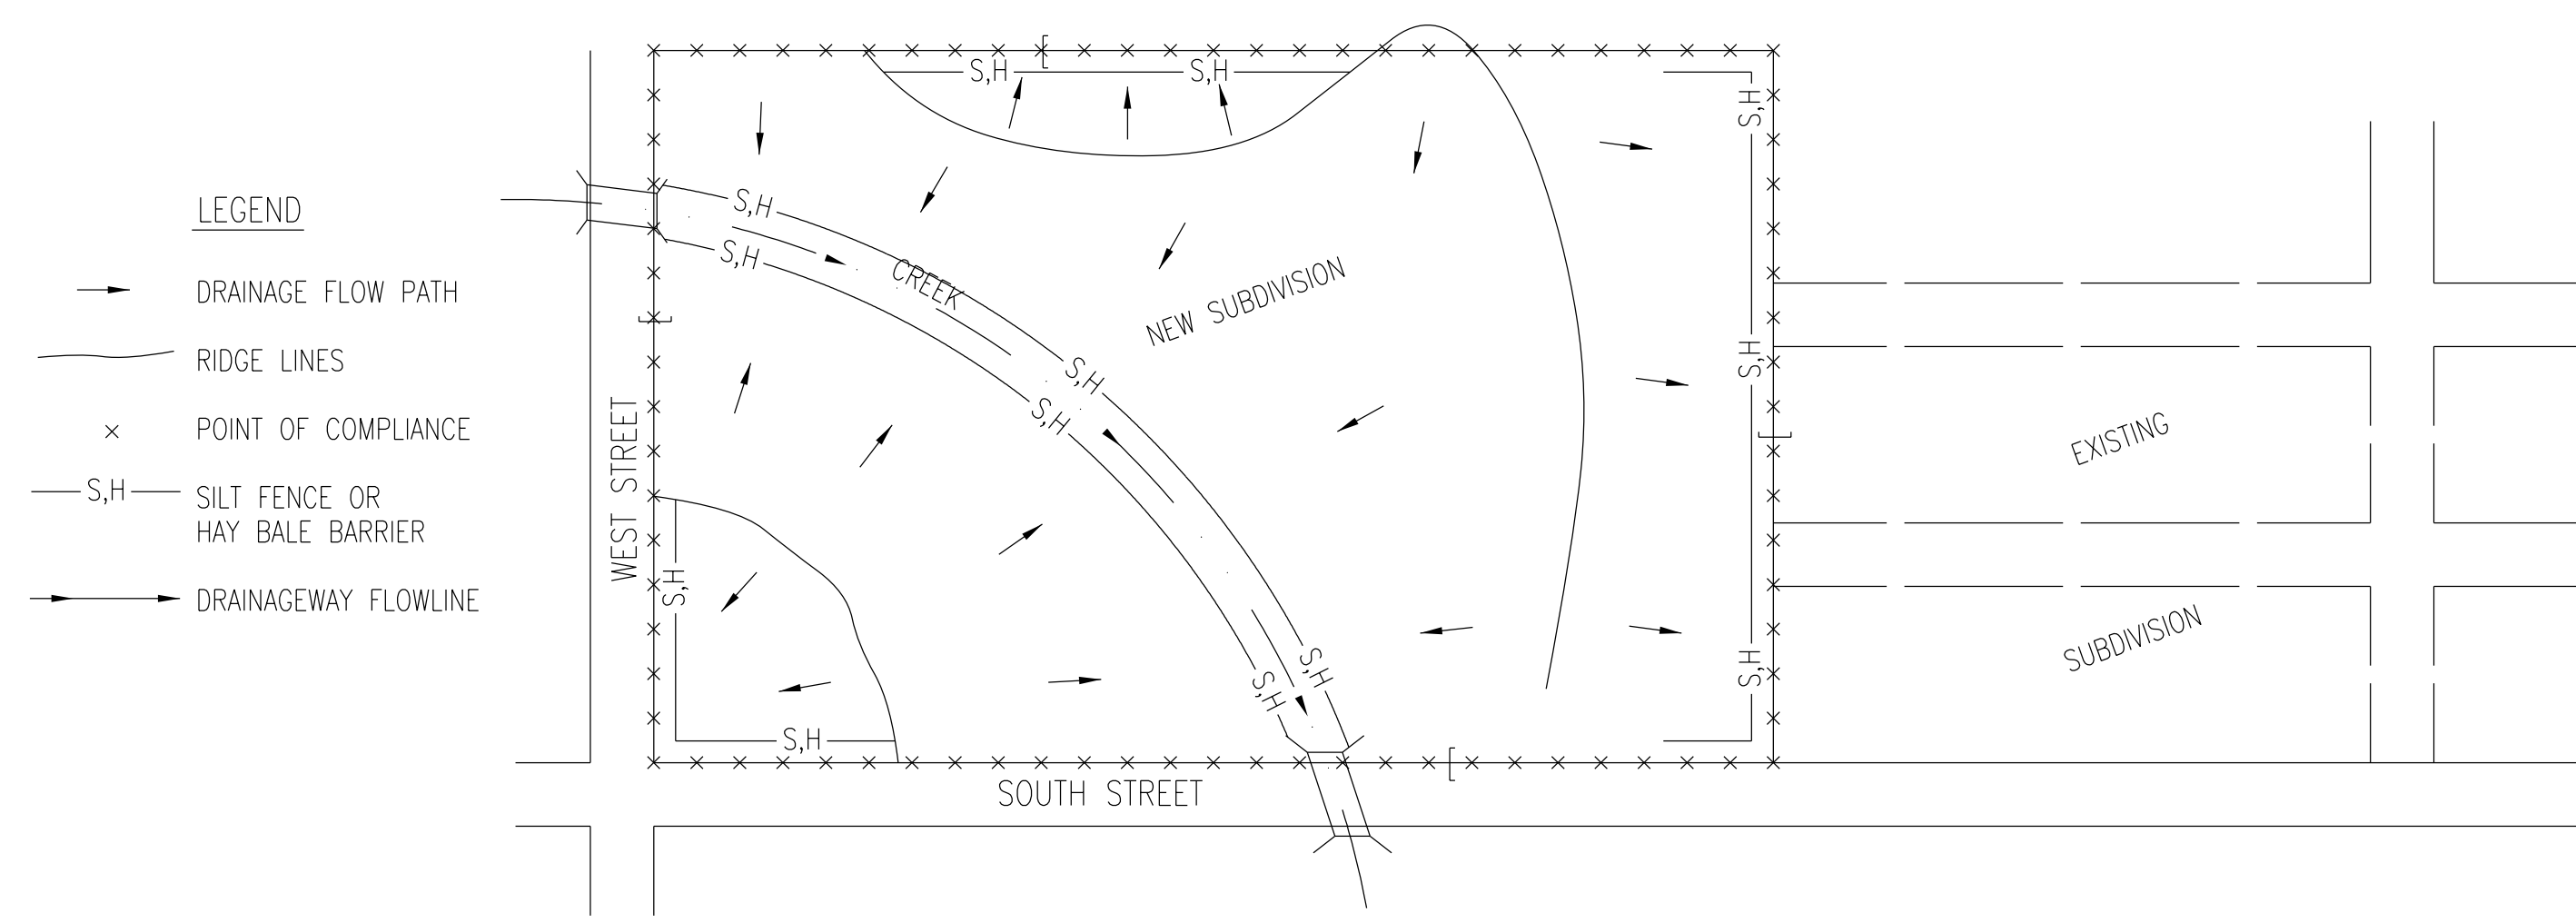 LEGEND
DRAINAGE FLOW PATH
RIDGE LINES
POINT OF COMPLIANCE
S,H
SILT FENCE OR
HAY BALE BARRIER
DRAINAGEWAY FLOWLINE
S,H
S,H
S,H
S,H
S,H
CREEK
NEW SUBDIVISION
S,H
S,H
S,H
WEST STREET
EXISTING
S,H
S,H
S,H
S,H
SUBDIVISION
S,H
SOUTH STREET